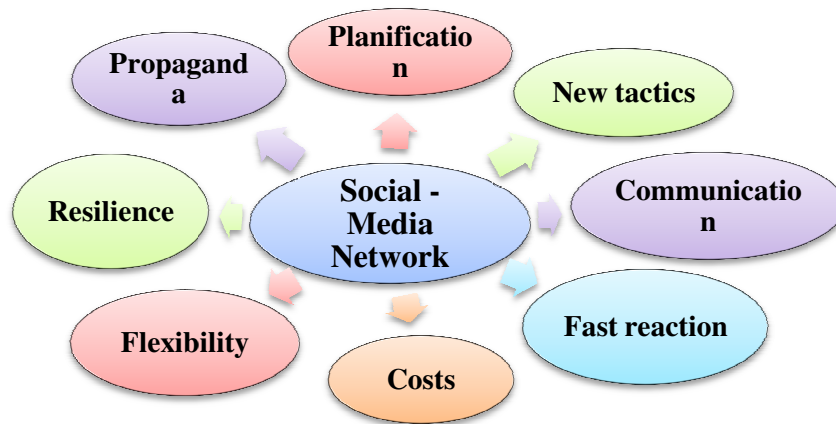 Planificatio
n
Propagand
a
New tactics
Social -
Media
Network
Resilience
Communicatio
n
Flexibility
Fast reaction
Costs